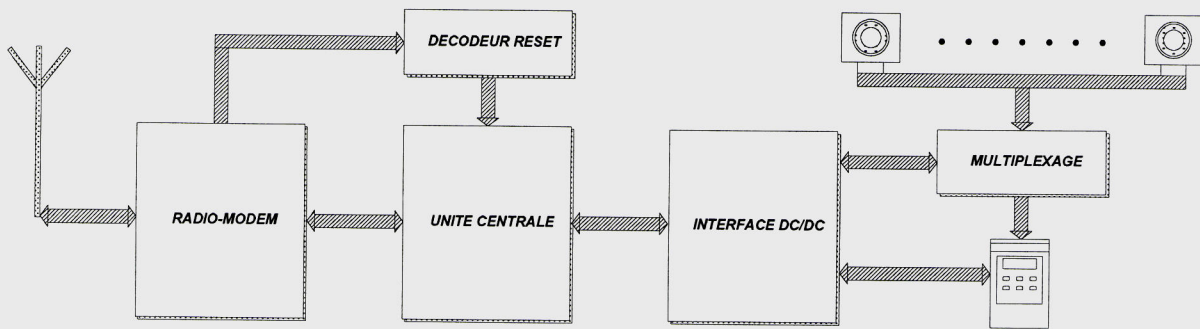 DECODEUR RESET
MULTIPLEXAGE
RADIO-MODEM
UNITE CENTRALE
INTERFACE DC/DC